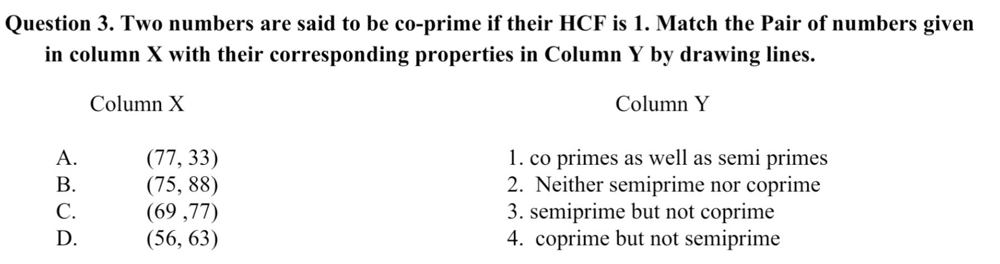 Question 3. Two numbers are said to be co-prime if their HCF is 1. Match the Pair of numbers given
in column X with their corresponding properties in Column Y by drawing lines.
Column X Column Y
A. (77, 33) 1. co primes as well as semi primes
B. (75, 88) 2. Neither semiprime nor coprime
C. (69 ,77) 3. semiprime but not coprime
D. (56, 63) 4. coprime but not semiprime